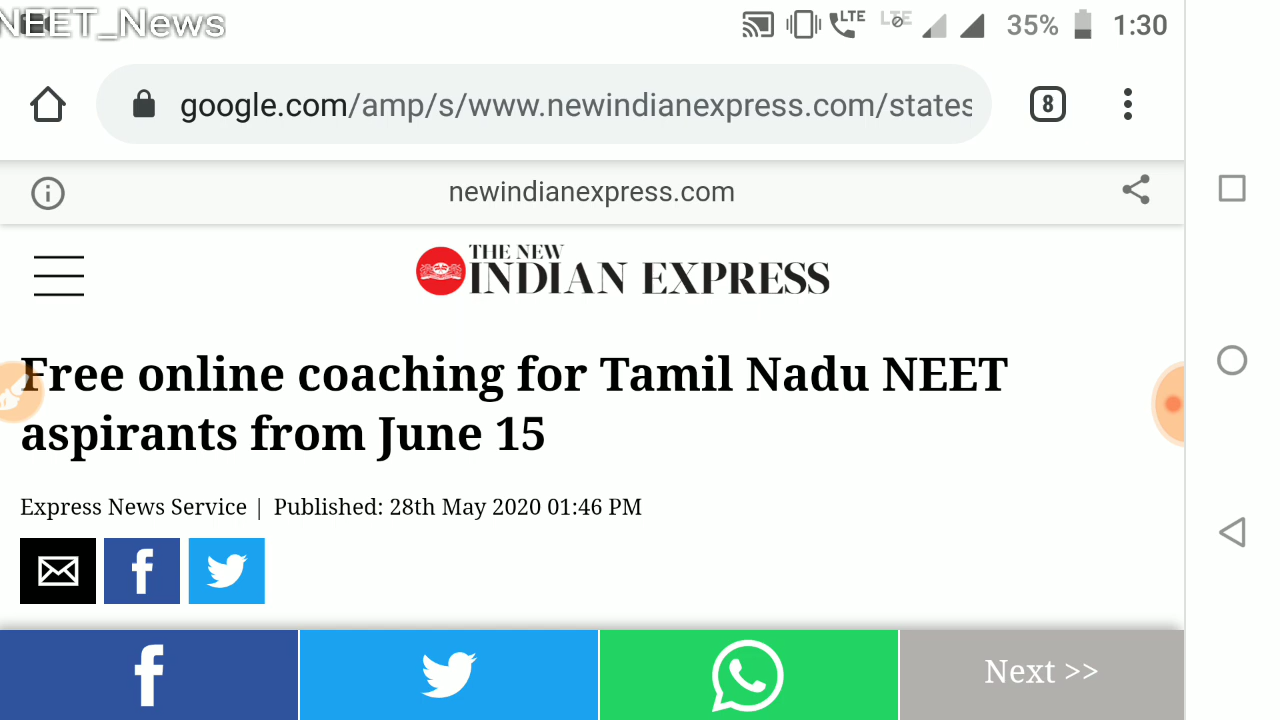 NEET_News
LTE LTE 35% 1:30
google.com/amp/s/www.newindianexpress.com/states
8
newindianexpress.com
THE NEW
INDIAN EXPRESS
Free online coaching for Tamil Nadu NEET
aspirants from June 15
Express News Service | Published: 28th May 2020 01:46 PM
Next >>